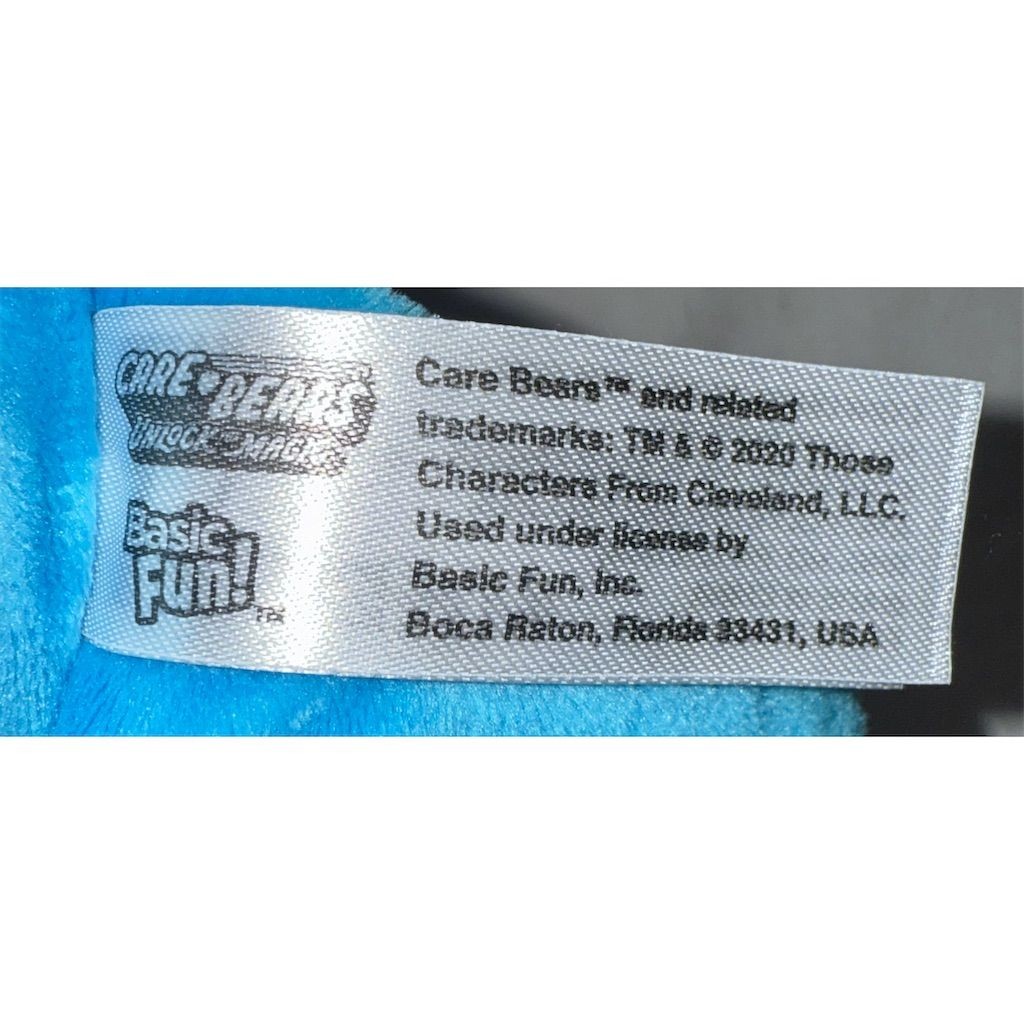 CARE BEARS
UNLOCK THE MAGIC
Basic
Fun!™
Care Bears™ and related
trademarks: TM & © 2020 Those
Characters From Cleveland, LLC.
Used under license by
Basic Fun, Inc.
Boca Raton, Florida 33431, USA